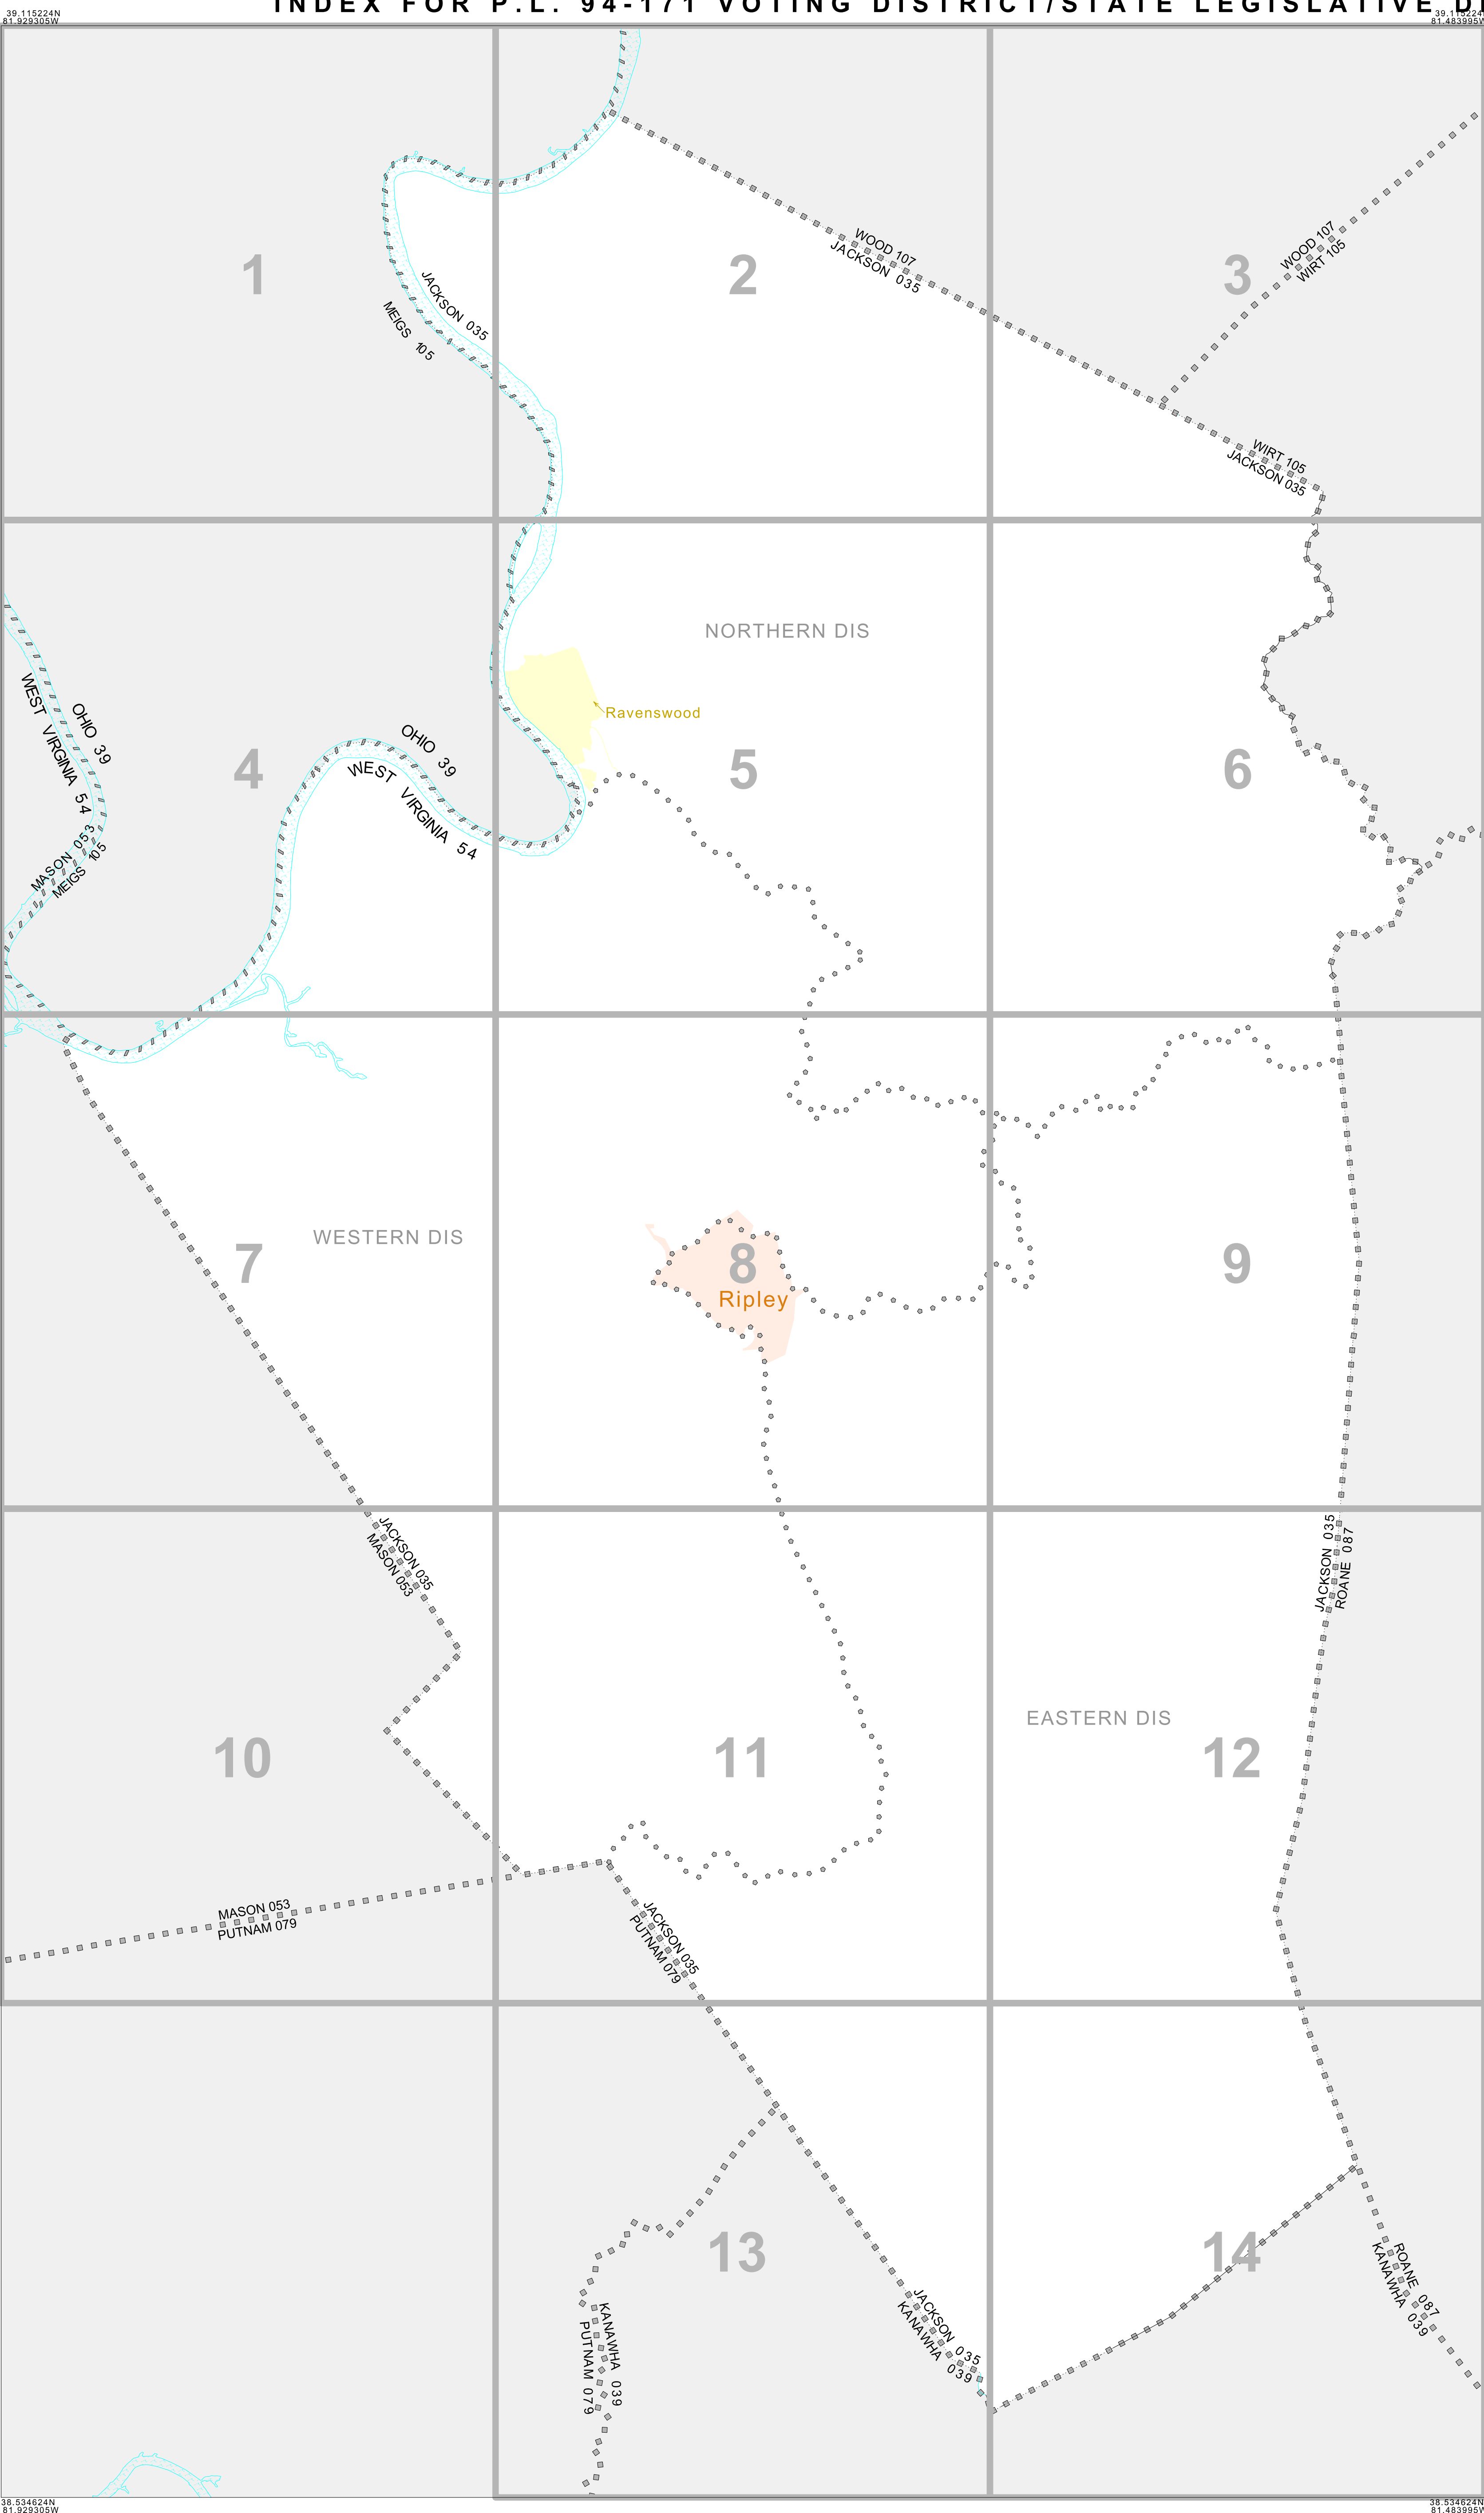 INDEX FOR P.L. 94-171 VOTING DISTRICT/STATE LEGISLATIVE
39.115224N
81.929305W
39.115224N
81.483995W
1
2
3
WOOD 107
JACKSON 035
WOOD 107
WIRT 105
JACKSON 035
MEIGS 105
WIRT 105
JACKSON 035
NORTHERN DIS
Ravenswood
WEST VIRGINIA 54
OHIO 39
OHIO 39
WEST VIRGINIA 54
4
5
6
MASON 053
MEIGS 105
WESTERN DIS
7
8
9
Ripley
JACKSON 035
MASON 053
JACKSON 035
ROANE 087
EASTERN DIS
10
11
12
MASON 053
PUTNAM 079
JACKSON 035
PUTNAM 079
13
14
ROANE 087
KANAWHA 039
JACKSON 035
KANAWHA 039
KANAWHA 039
PUTNAM 079
38.534624N
81.929305W
38.534624N
81.483995W